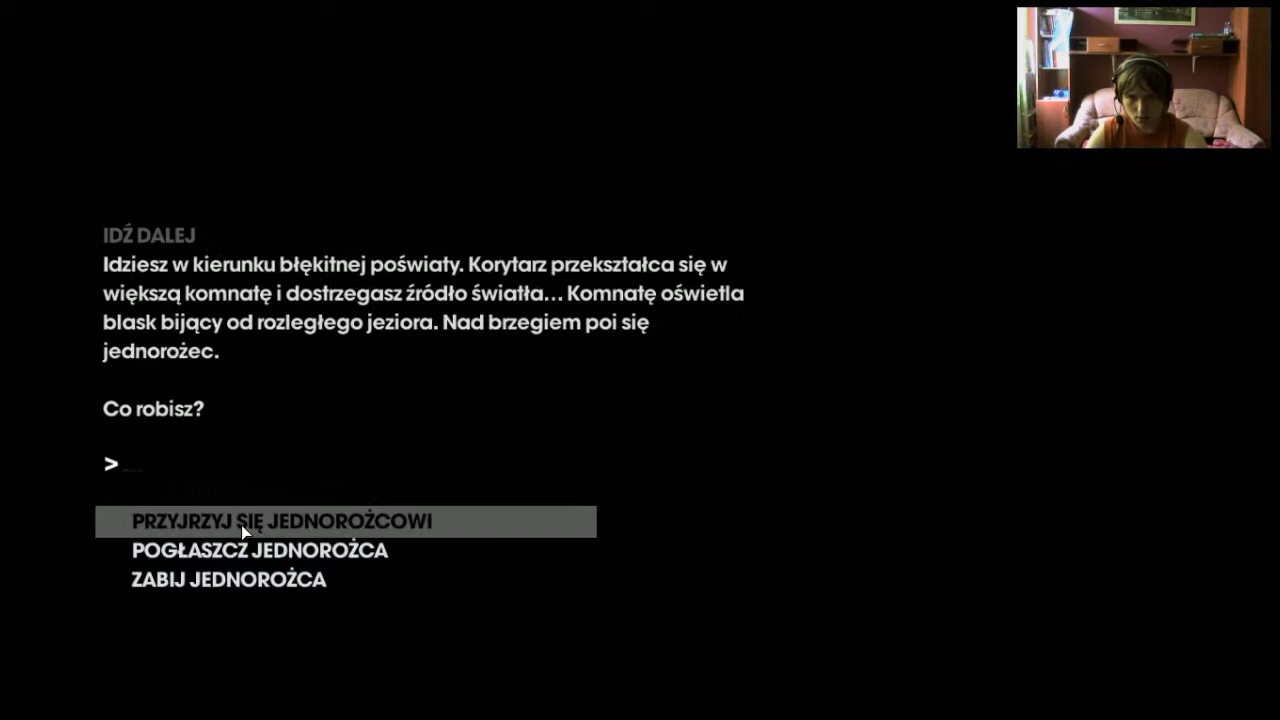 IDŹ DALEJ
Idziesz w kierunku błękitnej poświaty. Korytarz przekształca się w
większą komnatę i dostrzegasz źródło światła... Komnatę oświetla
blask bijący od rozległego jeziora. Nad brzegiem poi się
jednorożec.
Co robisz?
>_
PRZYJRZYJ SIĘ JEDNOROŻCOWI
POGŁASZCZ JEDNOROŻCA
ZABIJ JEDNOROŻCA